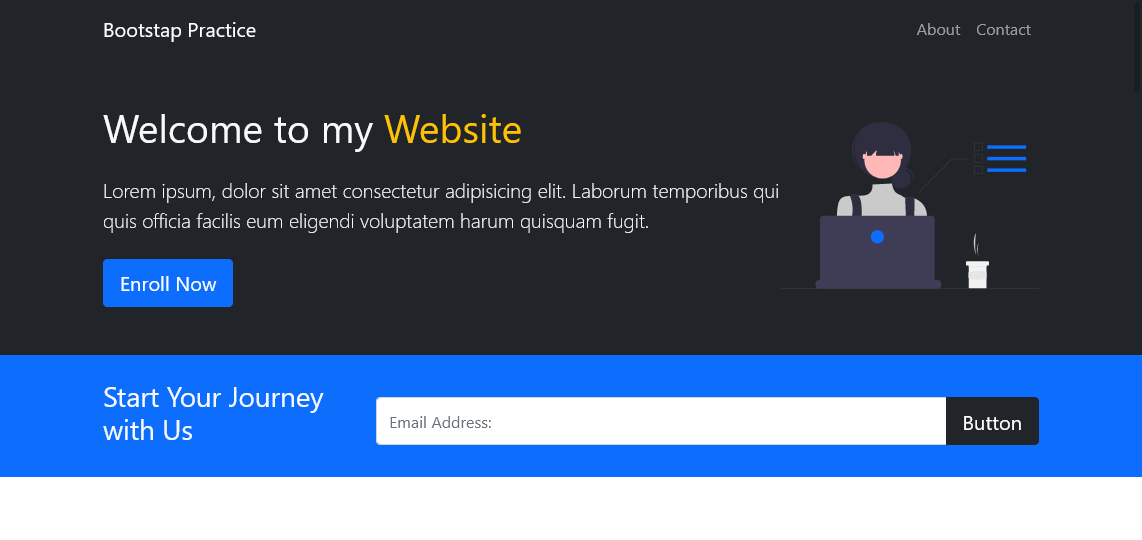 Bootstap Practice
About
Contact
Welcome to my Website
Lorem ipsum, dolor sit amet consectetur adipisicing elit. Laborum temporibus qui
quis officia facilis eum eligendi voluptatem harum quisquam fugit.
Enroll Now
Start Your Journey
with Us
Email Address:
Button